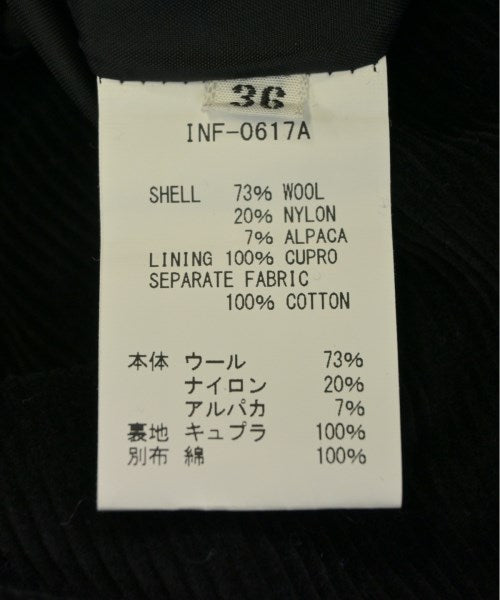 36
INF-0617A
SHELL 73% WOOL
20% NYLON
7% ALPACA
LINING 100% CUPRO
SEPARATE FABRIC
100% COTTON
本体 ウール 73%
ナイロン 20%
アルパカ 7%
裏地 キュプラ 100%
別布 綿 100%